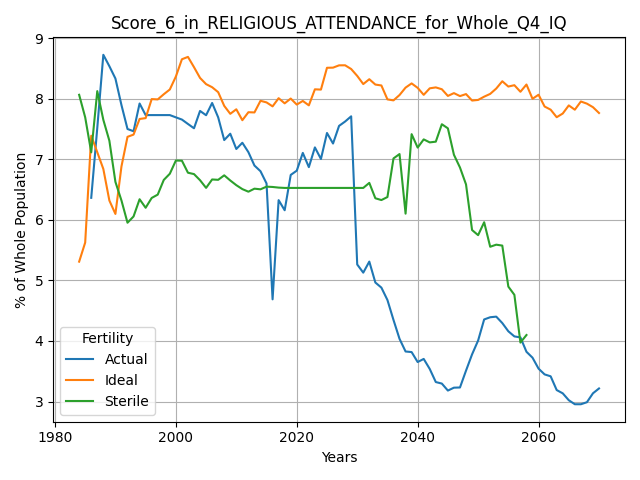 Score_6_in_RELIGIOUS_ATTENDANCE_for_Whole_Q4_IQ
% of Whole Population
9
8
7
6
5
4
3
Fertility
Actual
Ideal
Sterile
1980
2000
2020
2040
2060
Years